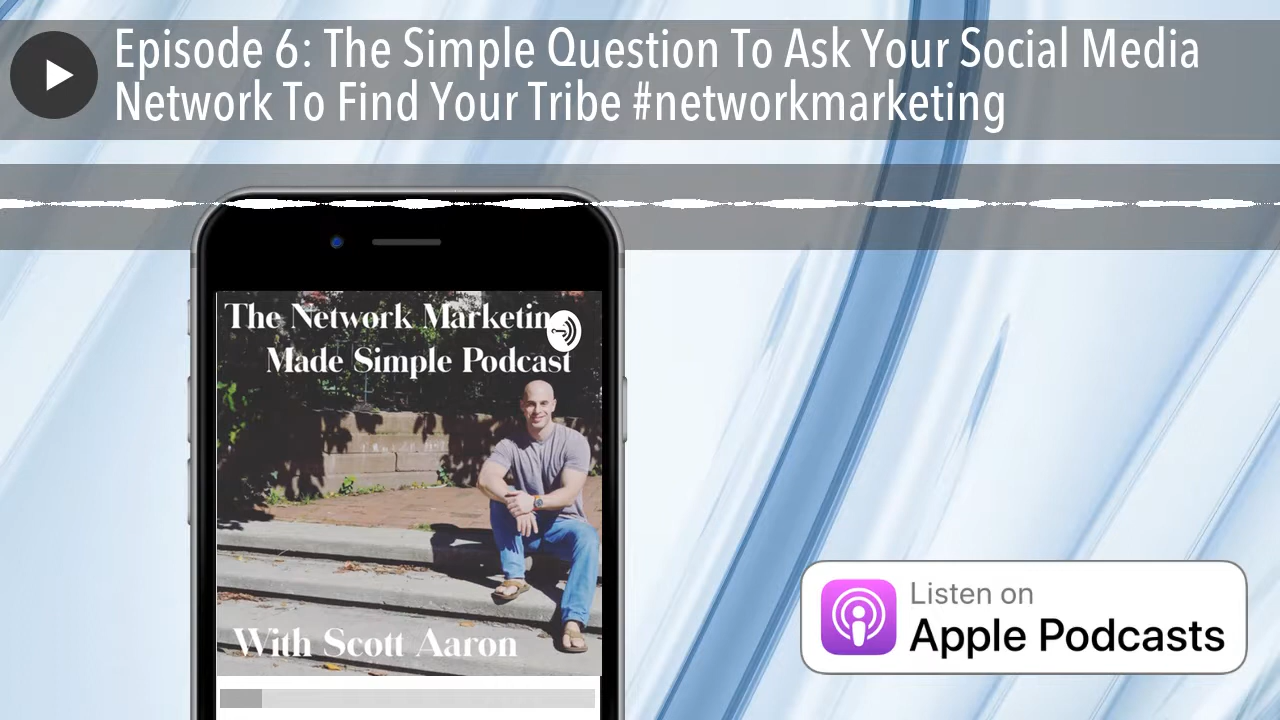 Episode 6: The Simple Question To Ask Your Social Media
Network To Find Your Tribe #networkmarketing
The Network Marketing
Made Simple Podcast
With Scott Aaron
Listen on
Apple Podcasts